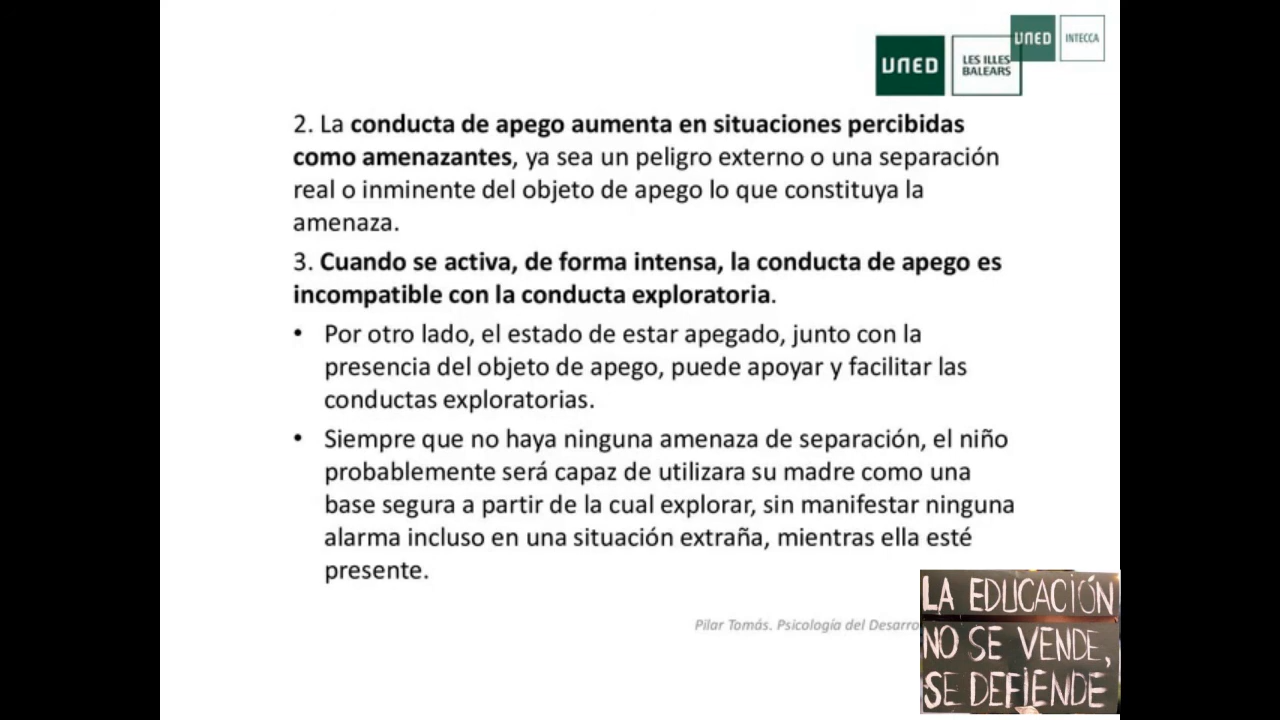 UNED
INTECCA
UNED
LES ILLES
BALEARS
2. La conducta de apego aumenta en situaciones percibidas
como amenazantes, ya sea un peligro externo o una separación
real o inminente del objeto de apego lo que constituya la
amenaza.
3. Cuando se activa, de forma intensa, la conducta de apego es
incompatible con la conducta exploratoria.
• Por otro lado, el estado de estar apegado, junto con la
presencia del objeto de apego, puede apoyar y facilitar las
conductas exploratorias.
• Siempre que no haya ninguna amenaza de separación, el niño
probablemente será capaz de utilizara su madre como una
base segura a partir de la cual explorar, sin manifestar ninguna
alarma incluso en una situación extraña, mientras ella esté
presente.
Pilar Tomás. Psicología del Desarro
LA EDUCACIÓN
NO SE VENDE,
SE DEFIENDE